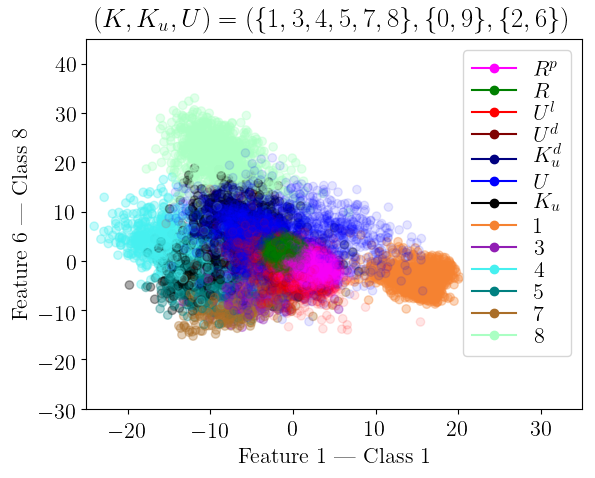 (K, K_u, U) = ({1, 3, 4, 5, 7, 8}, {0, 9}, {2, 6})
40
30
20
10
0
−10
−20
−30
−20
−10
0
10
20
30
Feature 6 — Class 8
Feature 1 — Class 1
R^p
R
U^l
U^d
K_u^d
U
K_u
1
3
4
5
7
8